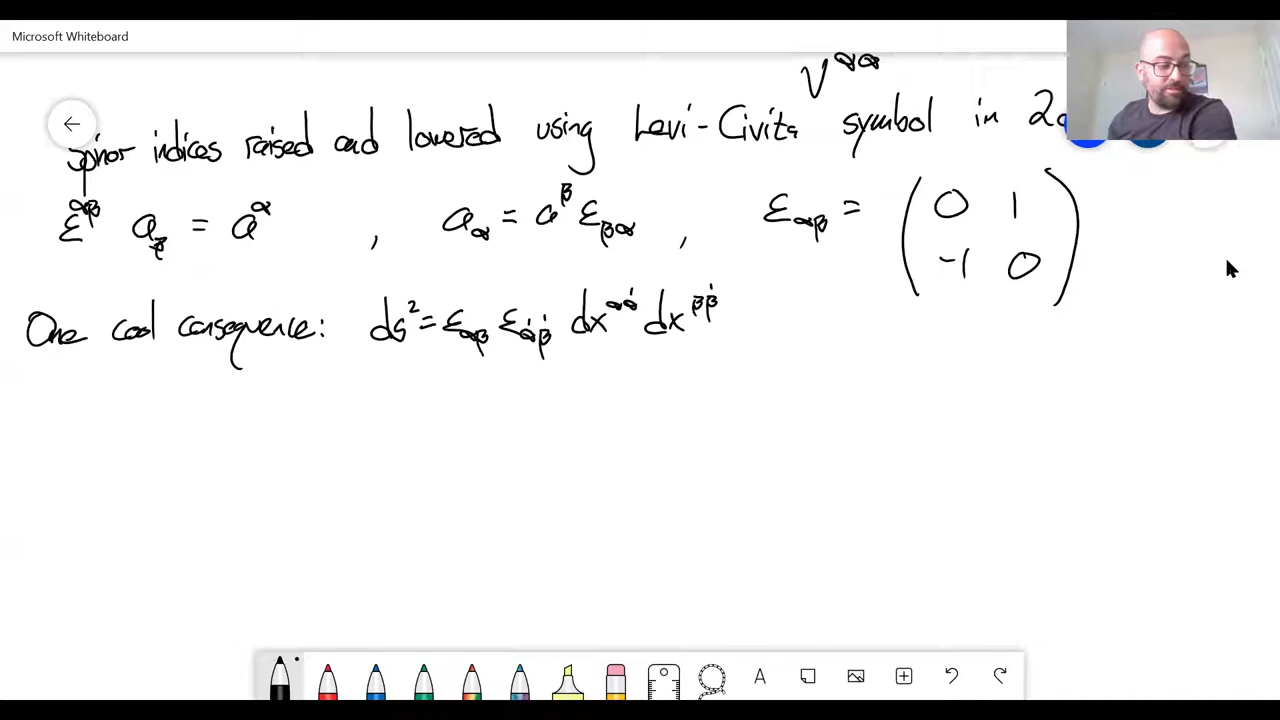 Microsoft Whiteboard
V^{αα̇}
spinor indices raised and lowered using Levi-Civita symbol in 2d
ε^{αβ} a_β = a^α , a_α = a^β ε_{βα} , ε_{αβ} = ( 0 1
-1 0 )
One cool consequence: ds² = ε_{αβ} ε_{α̇β̇} dx^{αα̇} dx^{ββ̇}
A